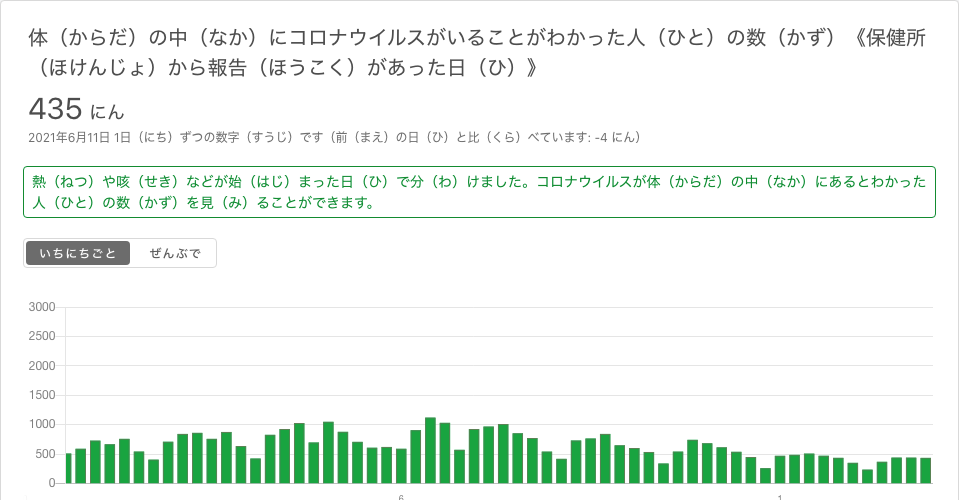 体（からだ）の中（なか）にコロナウイルスがいることがわかった人（ひと）の数（かず）《保健所
（ほけんじょ）から報告（ほうこく）があった日（ひ）》
435 にん
2021年6月11日 1日（にち）ずつの数字（すうじ）です（前（まえ）の日（ひ）と比（くら）べています: -4 にん）
熱（ねつ）や咳（せき）などが始（はじ）まった日（ひ）で分（わ）けました。コロナウイルスが体（からだ）の中（なか）にあるとわかった
人（ひと）の数（かず）を見（み）ることができます。
いちにちごと ぜんぶで
3000
2500
2000
1500
1000
500
0
6 1